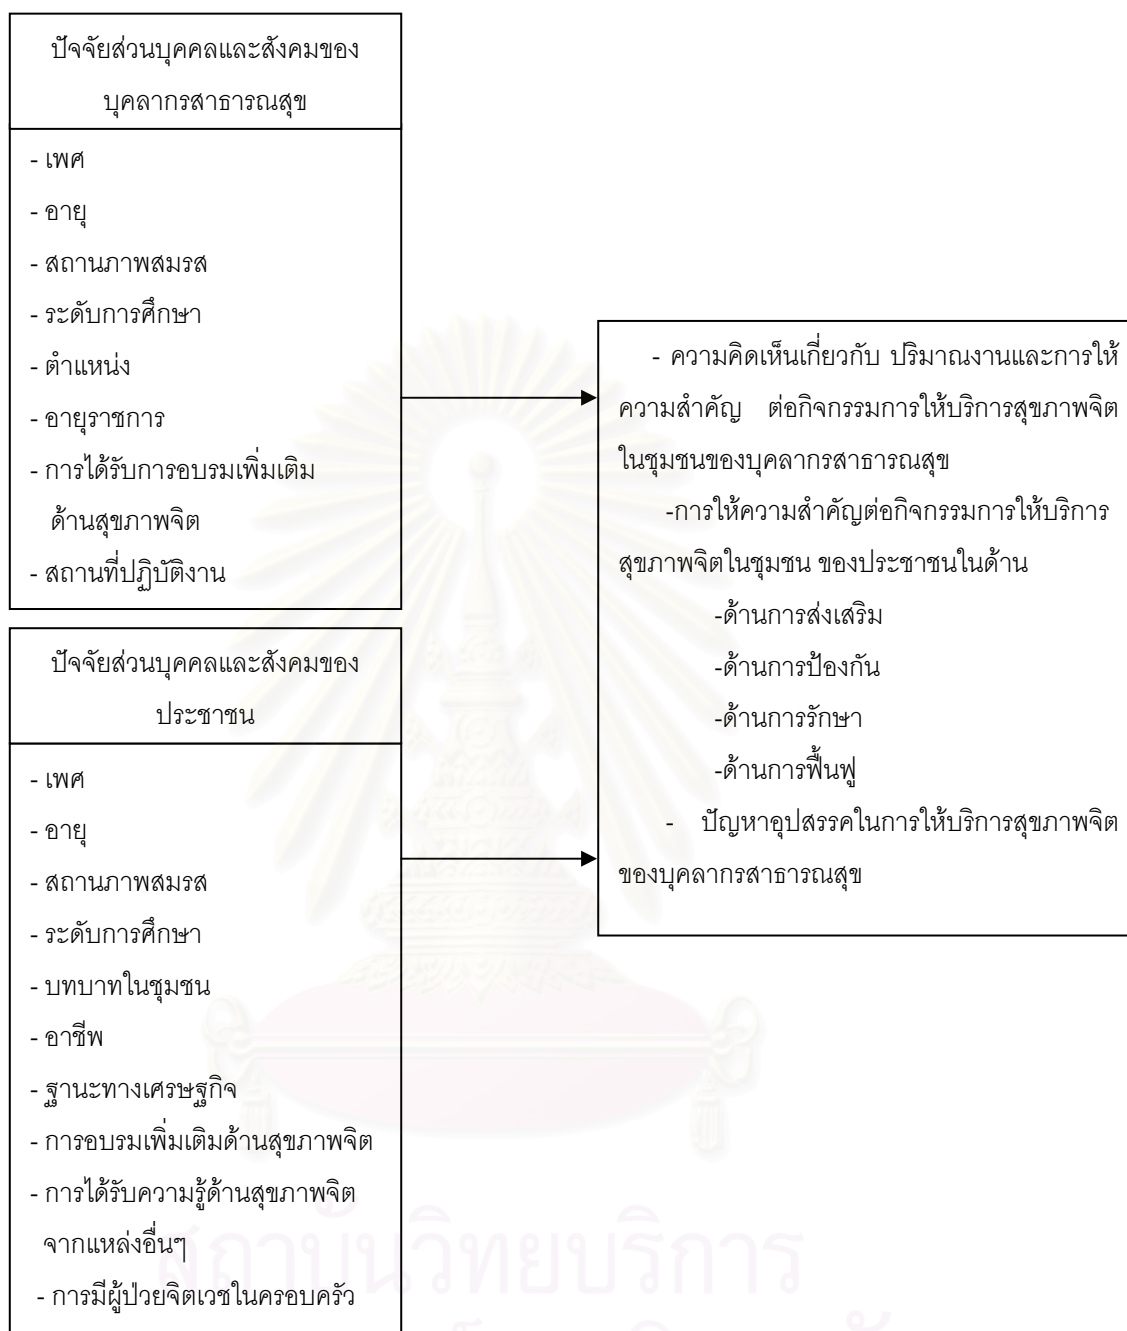 ปัจจัยส่วนบุคคลและสังคมของ
บุคลากรสาธารณสุข
- เพศ
- อายุ
- สถานภาพสมรส
- ระดับการศึกษา
- ตำแหน่ง
- อายุราชการ
- การได้รับการอบรมเพิ่มเติม
ด้านสุขภาพจิต
- สถานที่ปฏิบัติงาน
ปัจจัยส่วนบุคคลและสังคมของ
ประชาชน
- เพศ
- อายุ
- สถานภาพสมรส
- ระดับการศึกษา
- บทบาทในชุมชน
- อาชีพ
- ฐานะทางเศรษฐกิจ
- การอบรมเพิ่มเติมด้านสุขภาพจิต
- การได้รับความรู้ด้านสุขภาพจิต
จากแหล่งอื่นๆ
- การมีผู้ป่วยจิตเวชในครอบครัว
- ความคิดเห็นเกี่ยวกับ ปริมาณงานและการให้
ความสำคัญ ต่อกิจกรรมการให้บริการสุขภาพจิต
ในชุมชนของบุคลากรสาธารณสุข
-การให้ความสำคัญต่อกิจกรรมการให้บริการ
สุขภาพจิตในชุมชน ของประชาชนในด้าน
-ด้านการส่งเสริม
-ด้านการป้องกัน
-ด้านการรักษา
-ด้านการฟื้นฟู
- ปัญหาอุปสรรคในการให้บริการสุขภาพจิต
ของบุคลากรสาธารณสุข
สถาบันวิทยบริการ